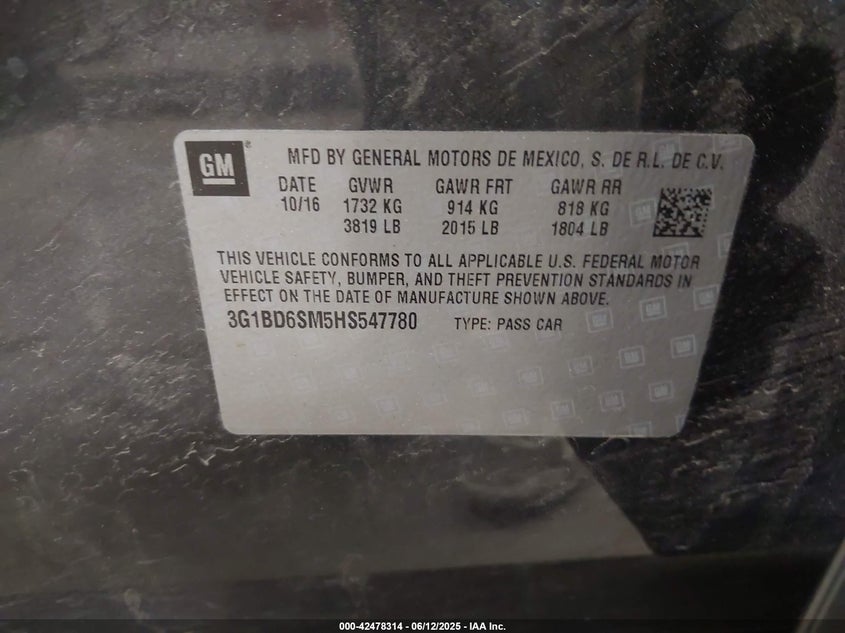 GM®
MFD BY GENERAL MOTORS DE MEXICO, S. DE R.L. DE C.V.
DATE GVWR GAWR FRT GAWR RR
10/16 1732 KG 914 KG 818 KG
3819 LB 2015 LB 1804 LB
THIS VEHICLE CONFORMS TO ALL APPLICABLE U.S. FEDERAL MOTOR
VEHICLE SAFETY, BUMPER, AND THEFT PREVENTION STANDARDS IN
EFFECT ON THE DATE OF MANUFACTURE SHOWN ABOVE.
3G1BD6SM5HS547780 TYPE: PASS CAR
000-42478314 - 06/12/2025 - IAA Inc.